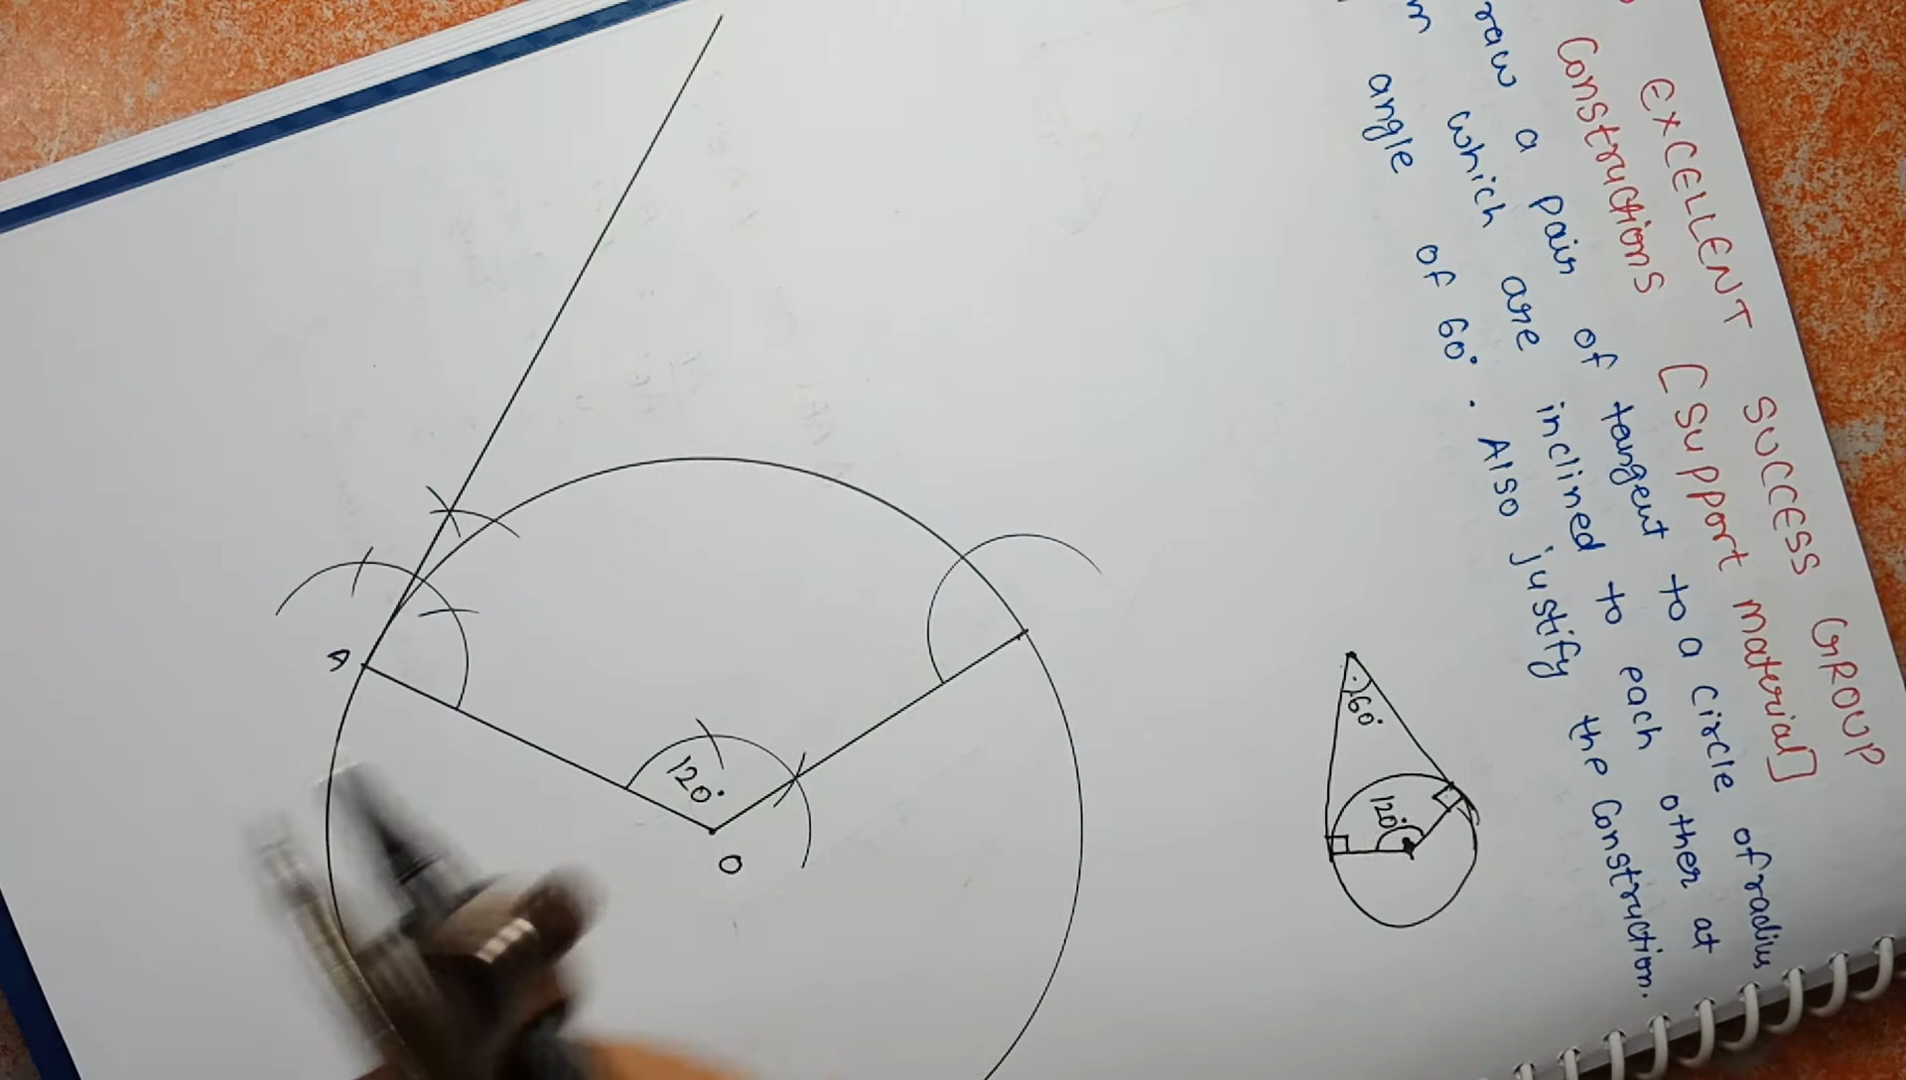 EXCELLENT SUCCESS GROUP
Constructions [Support material]
raw a pair of tangent to a circle of radius
m which are inclined to each other at
angle of 60°. Also justify the construction.
A
120°
O
60°
120°